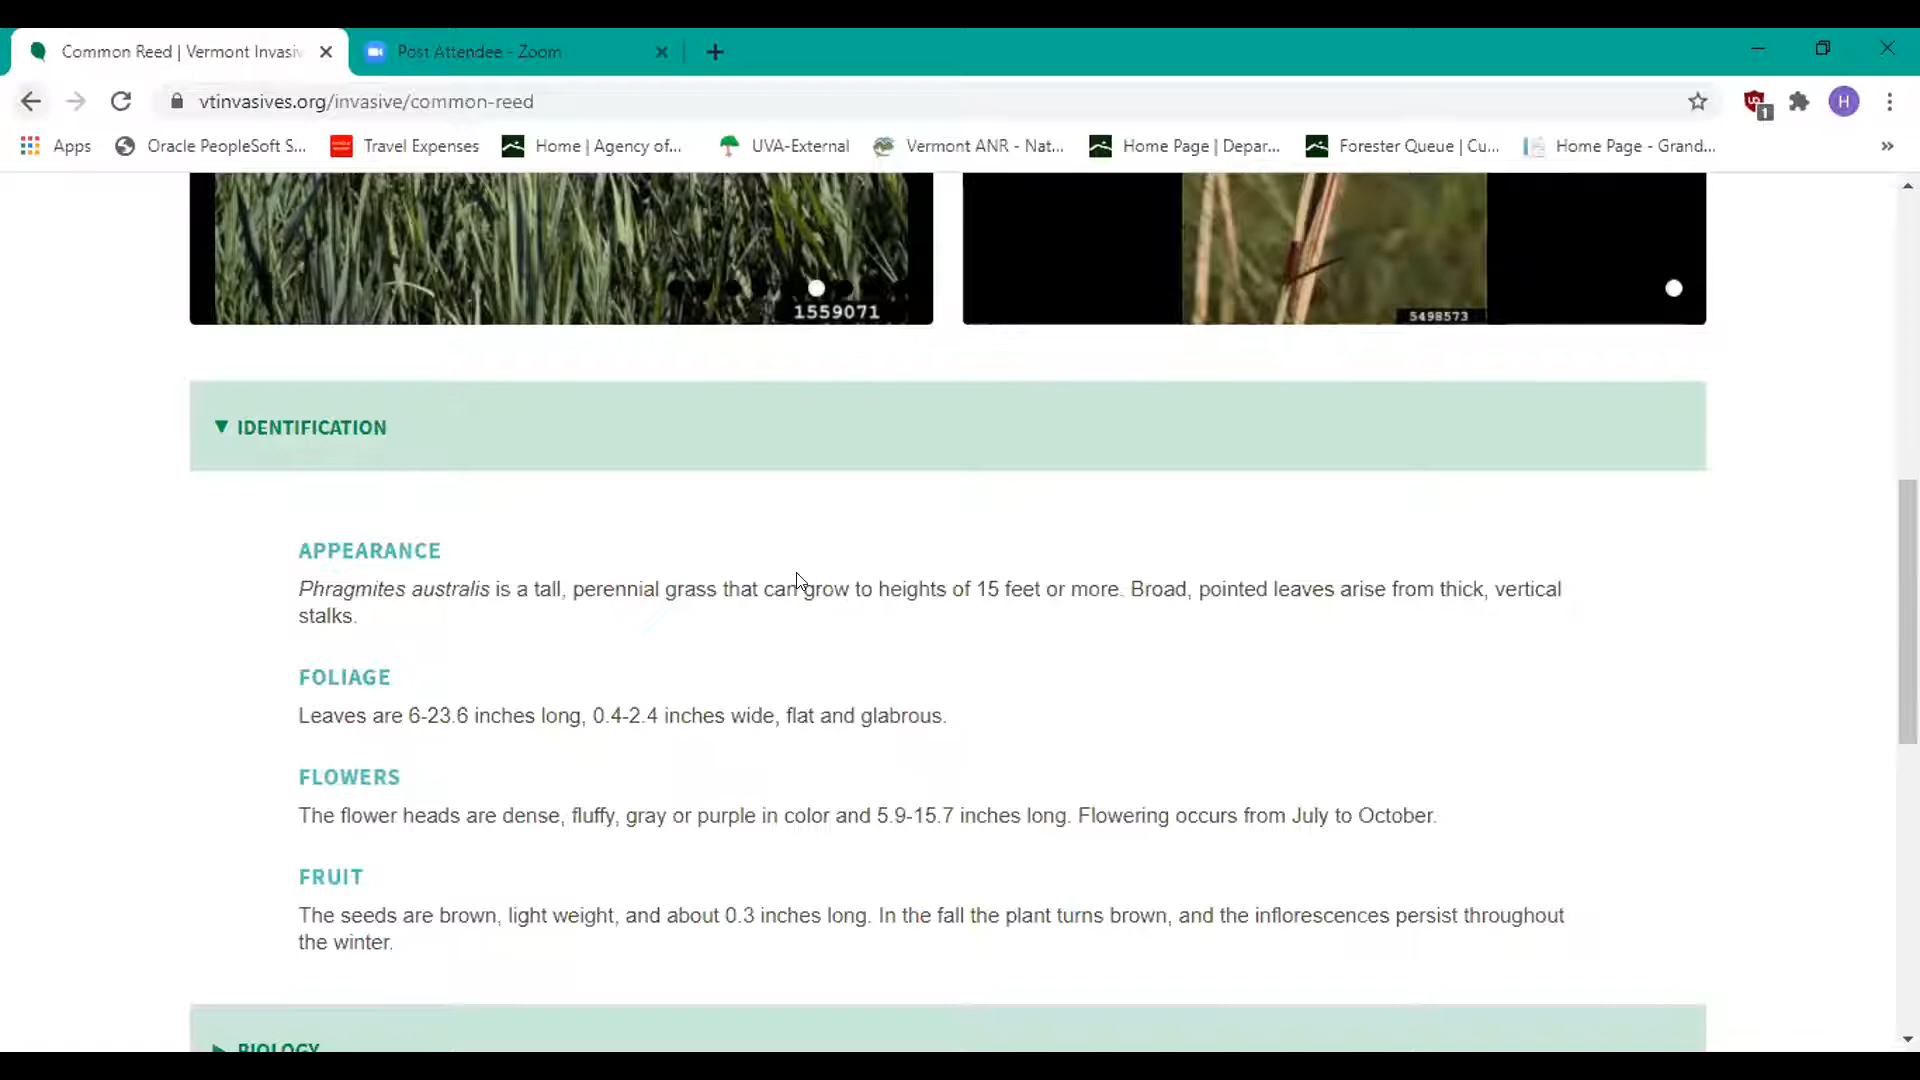 Common Reed | Vermont Invasiv
Post Attendee - Zoom
vtinvasives.org/invasive/common-reed
1
H
Apps
Oracle PeopleSoft S...
Travel Expenses
Home | Agency of...
UVA-External
Vermont ANR - Nat...
Home Page | Depar...
Forester Queue | Cu...
Home Page - Grand...
1559071
5498573
IDENTIFICATION
APPEARANCE
Phragmites australis is a tall, perennial grass that can grow to heights of 15 feet or more. Broad, pointed leaves arise from thick, vertical
stalks.
FOLIAGE
Leaves are 6-23.6 inches long, 0.4-2.4 inches wide, flat and glabrous.
FLOWERS
The flower heads are dense, fluffy, gray or purple in color and 5.9-15.7 inches long. Flowering occurs from July to October.
FRUIT
The seeds are brown, light weight, and about 0.3 inches long. In the fall the plant turns brown, and the inflorescences persist throughout
the winter.
BIOLOGY